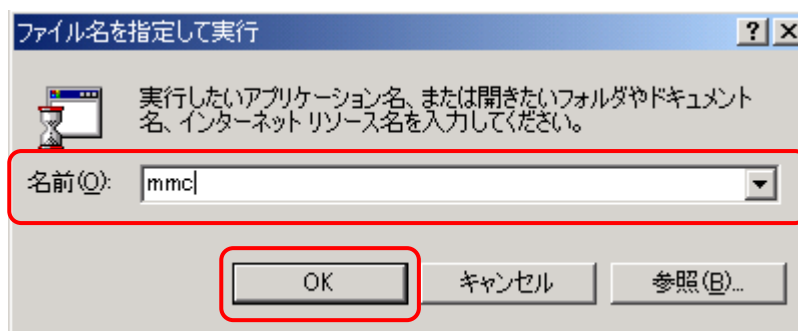 ファイル名を指定して実行
実行したいアプリケーション名、または開きたいフォルダやドキュメント
名、インターネット リソース名を入力してください。
名前(O): mmc
OK キャンセル 参照(B)...